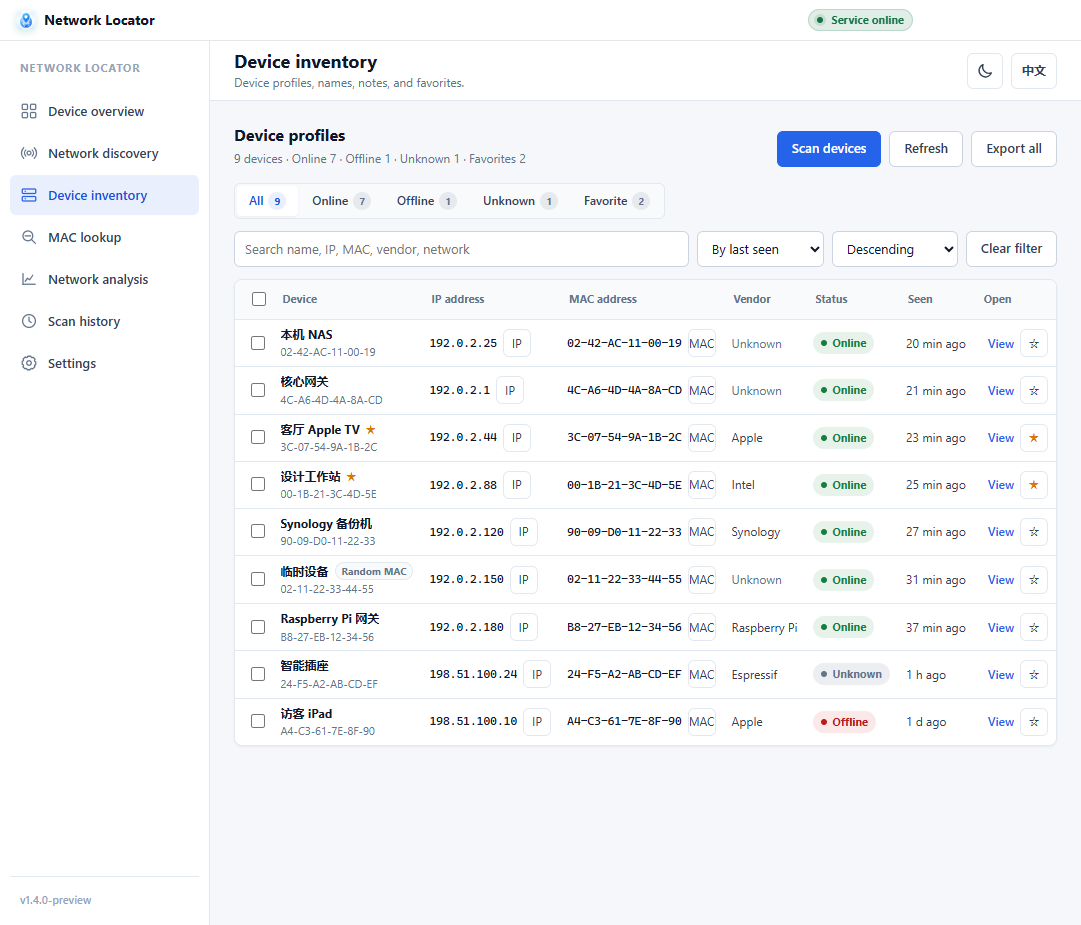 Network Locator
Service online
NETWORK LOCATOR
Device overview
Network discovery
Device inventory
MAC lookup
Network analysis
Scan history
Settings
v1.4.0-preview
Device inventory
Device profiles, names, notes, and favorites.
中文
Device profiles
9 devices · Online 7 · Offline 1 · Unknown 1 · Favorites 2
Scan devices Refresh Export all
All 9 Online 7 Offline 1 Unknown 1 Favorite 2
Search name, IP, MAC, vendor, network By last seen Descending Clear filter
Device IP address MAC address Vendor Status Seen Open
本机 NAS
02-42-AC-11-00-19
192.0.2.25 IP 02-42-AC-11-00-19 MAC Unknown Online 20 min ago View ☆
核心网关
4C-A6-4D-4A-8A-CD
192.0.2.1 IP 4C-A6-4D-4A-8A-CD MAC Unknown Online 21 min ago View ☆
客厅 Apple TV ★
3C-07-54-9A-1B-2C
192.0.2.44 IP 3C-07-54-9A-1B-2C MAC Apple Online 23 min ago View ★
设计工作站 ★
00-1B-21-3C-4D-5E
192.0.2.88 IP 00-1B-21-3C-4D-5E MAC Intel Online 25 min ago View ★
Synology 备份机
90-09-D0-11-22-33
192.0.2.120 IP 90-09-D0-11-22-33 MAC Synology Online 27 min ago View ☆
临时设备 Random MAC
02-11-22-33-44-55
192.0.2.150 IP 02-11-22-33-44-55 MAC Unknown Online 31 min ago View ☆
Raspberry Pi 网关
B8-27-EB-12-34-56
192.0.2.180 IP B8-27-EB-12-34-56 MAC Raspberry Pi Online 37 min ago View ☆
智能插座
24-F5-A2-AB-CD-EF
198.51.100.24 IP 24-F5-A2-AB-CD-EF MAC Espressif Unknown 1 h ago View ☆
访客 iPad
A4-C3-61-7E-8F-90
198.51.100.10 IP A4-C3-61-7E-8F-90 MAC Apple Offline 1 d ago View ☆